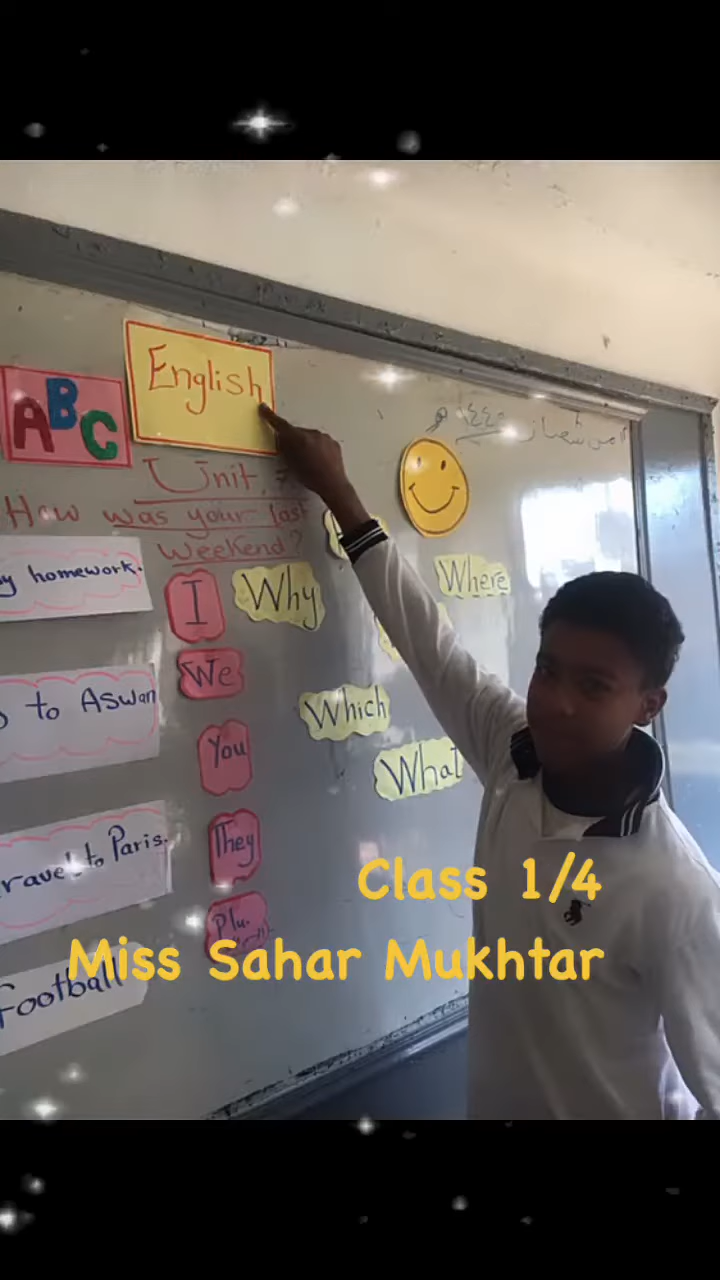 English
ABC
Unit
How was your last
weekend?
y homework.
I
Why
Where
We
to Aswan
Which
You
What
They
ravel to Paris.
Plu.
Football
Class 1/4
Miss Sahar Mukhtar